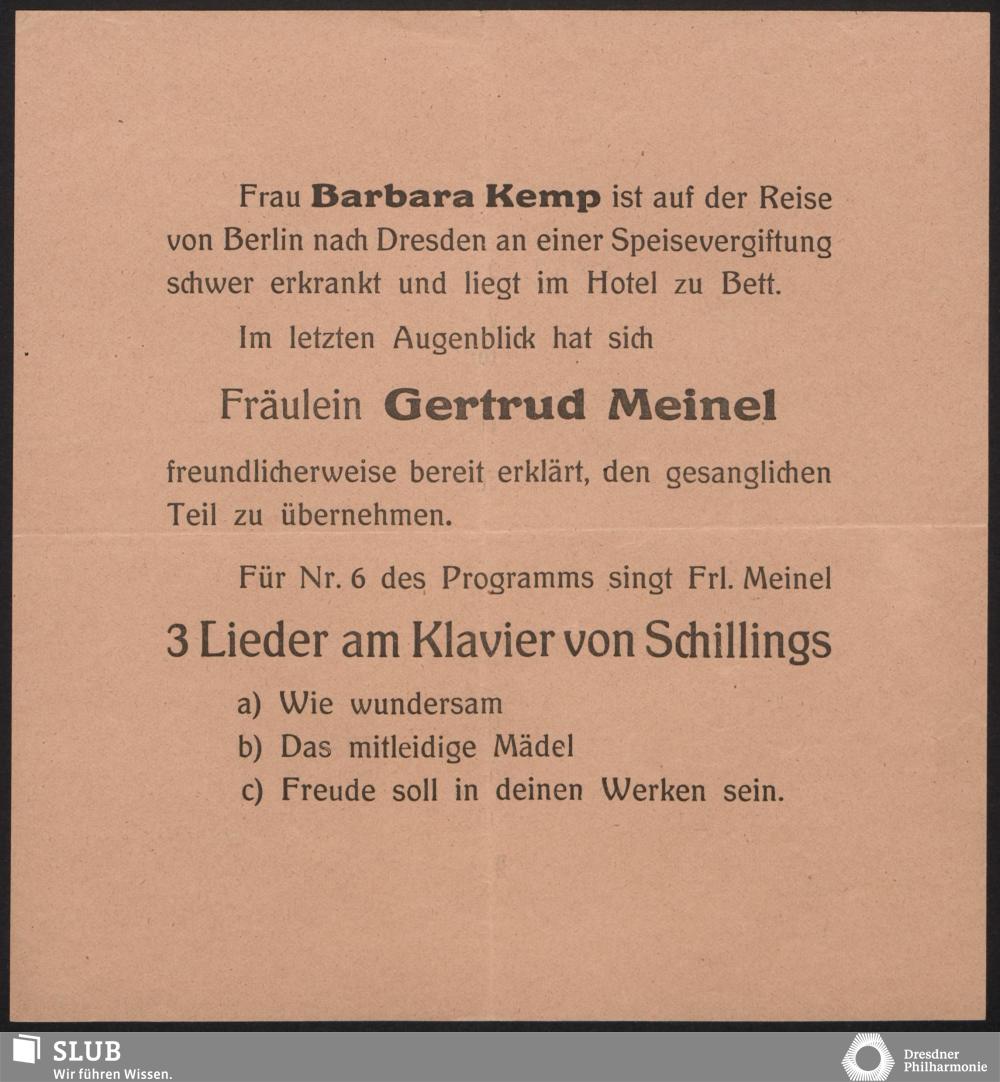 Frau Barbara Kemp ist auf der Reise
von Berlin nach Dresden an einer Speisevergiftung
schwer erkrankt und liegt im Hotel zu Bett.
Im letzten Augenblick hat sich
Fräulein Gertrud Meinel
freundlicherweise bereit erklärt, den gesanglichen
Teil zu übernehmen.
Für Nr. 6 des Programms singt Frl. Meinel
3 Lieder am Klavier von Schillings
a) Wie wundersam
b) Das mitleidige Mädel
c) Freude soll in deinen Werken sein.
SLUB
Wir führen Wissen.
Dresdner
Philharmonie